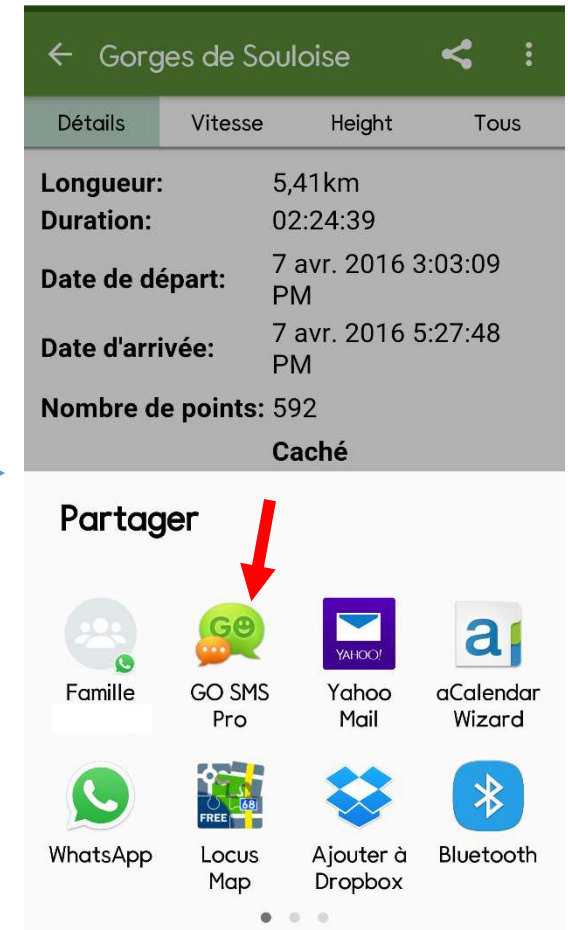 Gorges de Souloise
Détails Vitesse Height Tous
Longueur: 5,41km
Duration: 02:24:39
Date de départ: 7 avr. 2016 3:03:09
PM
Date d'arrivée: 7 avr. 2016 5:27:48
PM
Nombre de points: 592
Caché
Partager
GO
YAHOO!
a
Famille GO SMS Yahoo aCalendar
Pro Mail Wizard
68
FREE
WhatsApp Locus Ajouter à Bluetooth
Map Dropbox